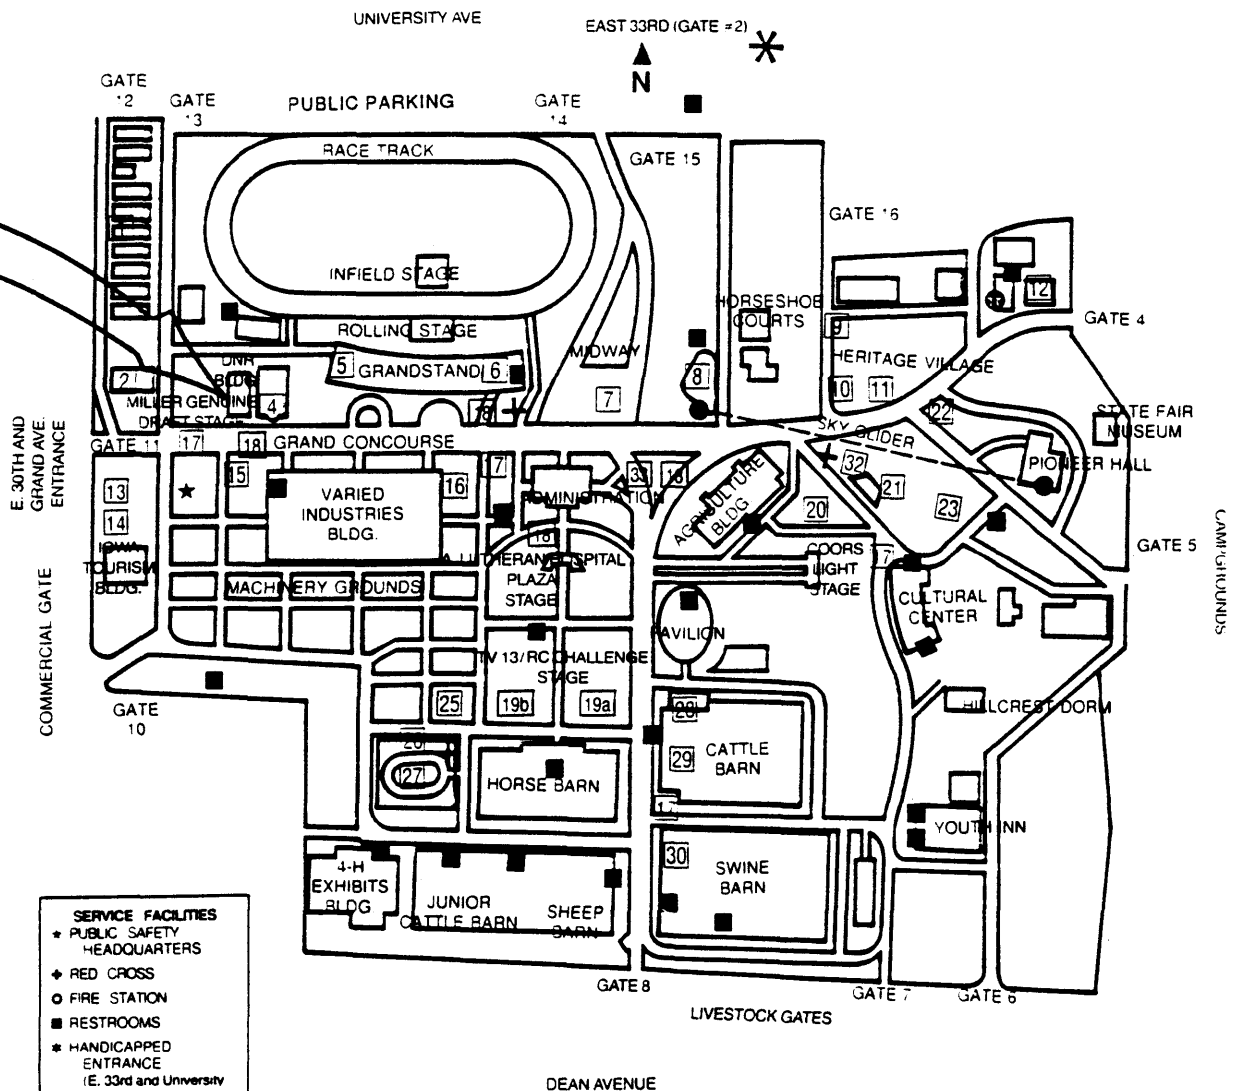 UNIVERSITY AVE
EAST 33RD (GATE #2)
N
GATE
12
GATE
13
PUBLIC PARKING
GATE
14
RACE TRACK
GATE 15
GATE 16
INFIELD STAGE
12
HORSESHOE
COURTS
ROLLING STAGE
9
GATE 4
MIDWAY
HERITAGE VILLAGE
DNR
BLDG
5
GRANDSTAND
6
8
2
10
11
MILLER GENUINE
DRAFT STAGE
4
18
7
22
STATE FAIR
MUSEUM
SKY GLIDER
E. 30TH AND
GRAND AVE.
ENTRANCE
GATE 11
17
18
GRAND CONCOURSE
PIONEER HALL
13
15
16
17
33
18
32
21
ADMINISTRATION
AGRICULTURE
BLDG
VARIED
INDUSTRIES
BLDG.
14
20
23
18
IOWA
TOURISM
BLDG.
LUTHERAN HOSPITAL
PLAZA
STAGE
COORS
LIGHT
STAGE
17
GATE 5
CAMPGROUNDS
MACHINERY GROUNDS
CULTURAL
CENTER
COMMERCIAL GATE
PAVILION
TV 13/RC CHALLENGE
STAGE
GATE
10
25
19b
19a
28
HILLCREST DORM
26
27
HORSE BARN
29
CATTLE
BARN
17
YOUTH INN
30
SWINE
BARN
4-H
EXHIBITS
BLDG
JUNIOR
CATTLE BARN
SHEEP
BARN
SERVICE FACILITIES
PUBLIC SAFETY
HEADQUARTERS
RED CROSS
FIRE STATION
RESTROOMS
HANDICAPPED
ENTRANCE
(E. 33rd and University
GATE 8
GATE 7
GATE 6
LIVESTOCK GATES
DEAN AVENUE